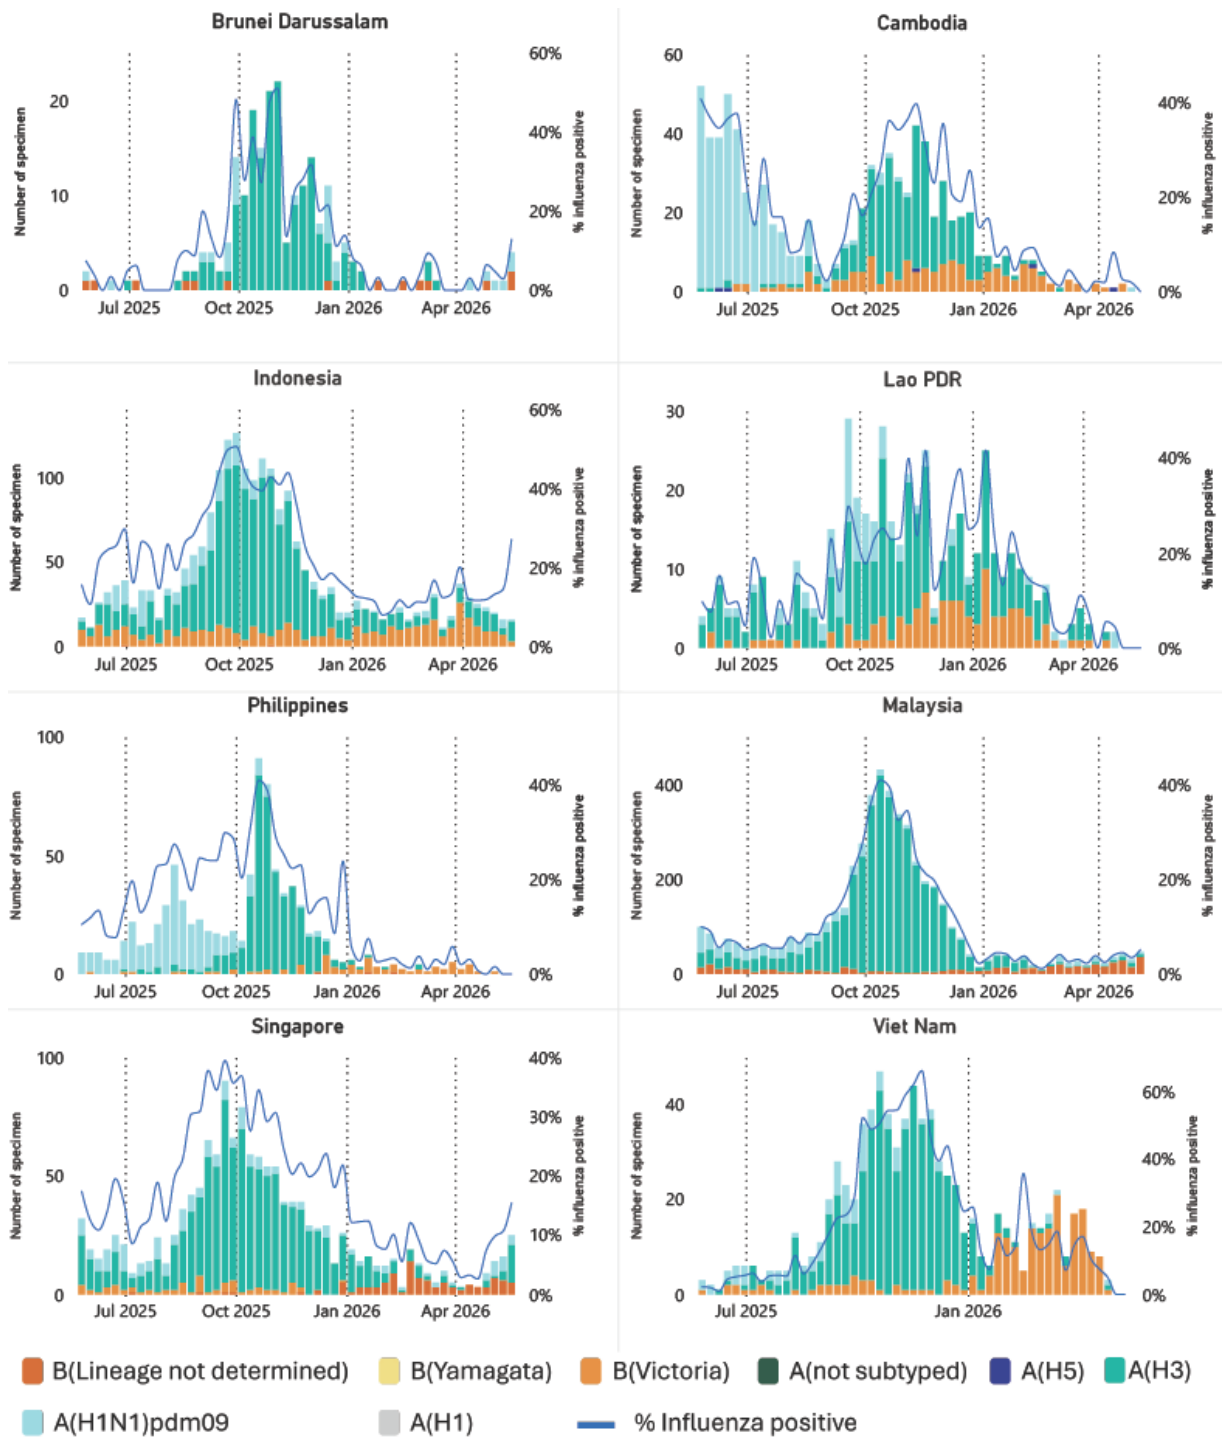 Brunei Darussalam
Number of specimen
20
10
0
60%
40%
20%
0%
% influenza positive
Jul 2025 Oct 2025 Jan 2026 Apr 2026
Cambodia
Number of specimen
60
40
20
0
40%
20%
0%
% influenza positive
Jul 2025 Oct 2025 Jan 2026 Apr 2026
Indonesia
Number of specimen
100
50
0
60%
40%
20%
0%
% influenza positive
Jul 2025 Oct 2025 Jan 2026 Apr 2026
Lao PDR
Number of specimen
30
20
10
0
40%
20%
0%
% influenza positive
Jul 2025 Oct 2025 Jan 2026 Apr 2026
Philippines
Number of specimen
100
50
0
40%
20%
0%
% influenza positive
Jul 2025 Oct 2025 Jan 2026 Apr 2026
Malaysia
Number of specimen
400
200
0
40%
20%
0%
% influenza positive
Jul 2025 Oct 2025 Jan 2026 Apr 2026
Singapore
Number of specimen
100
50
0
40%
30%
20%
10%
0%
% influenza positive
Jul 2025 Oct 2025 Jan 2026 Apr 2026
Viet Nam
Number of specimen
40
20
0
60%
40%
20%
0%
% influenza positive
Jul 2025 Jan 2026
B(Lineage not determined) B(Yamagata) B(Victoria) A(not subtyped) A(H5) A(H3)
A(H1N1)pdm09 A(H1) % Influenza positive